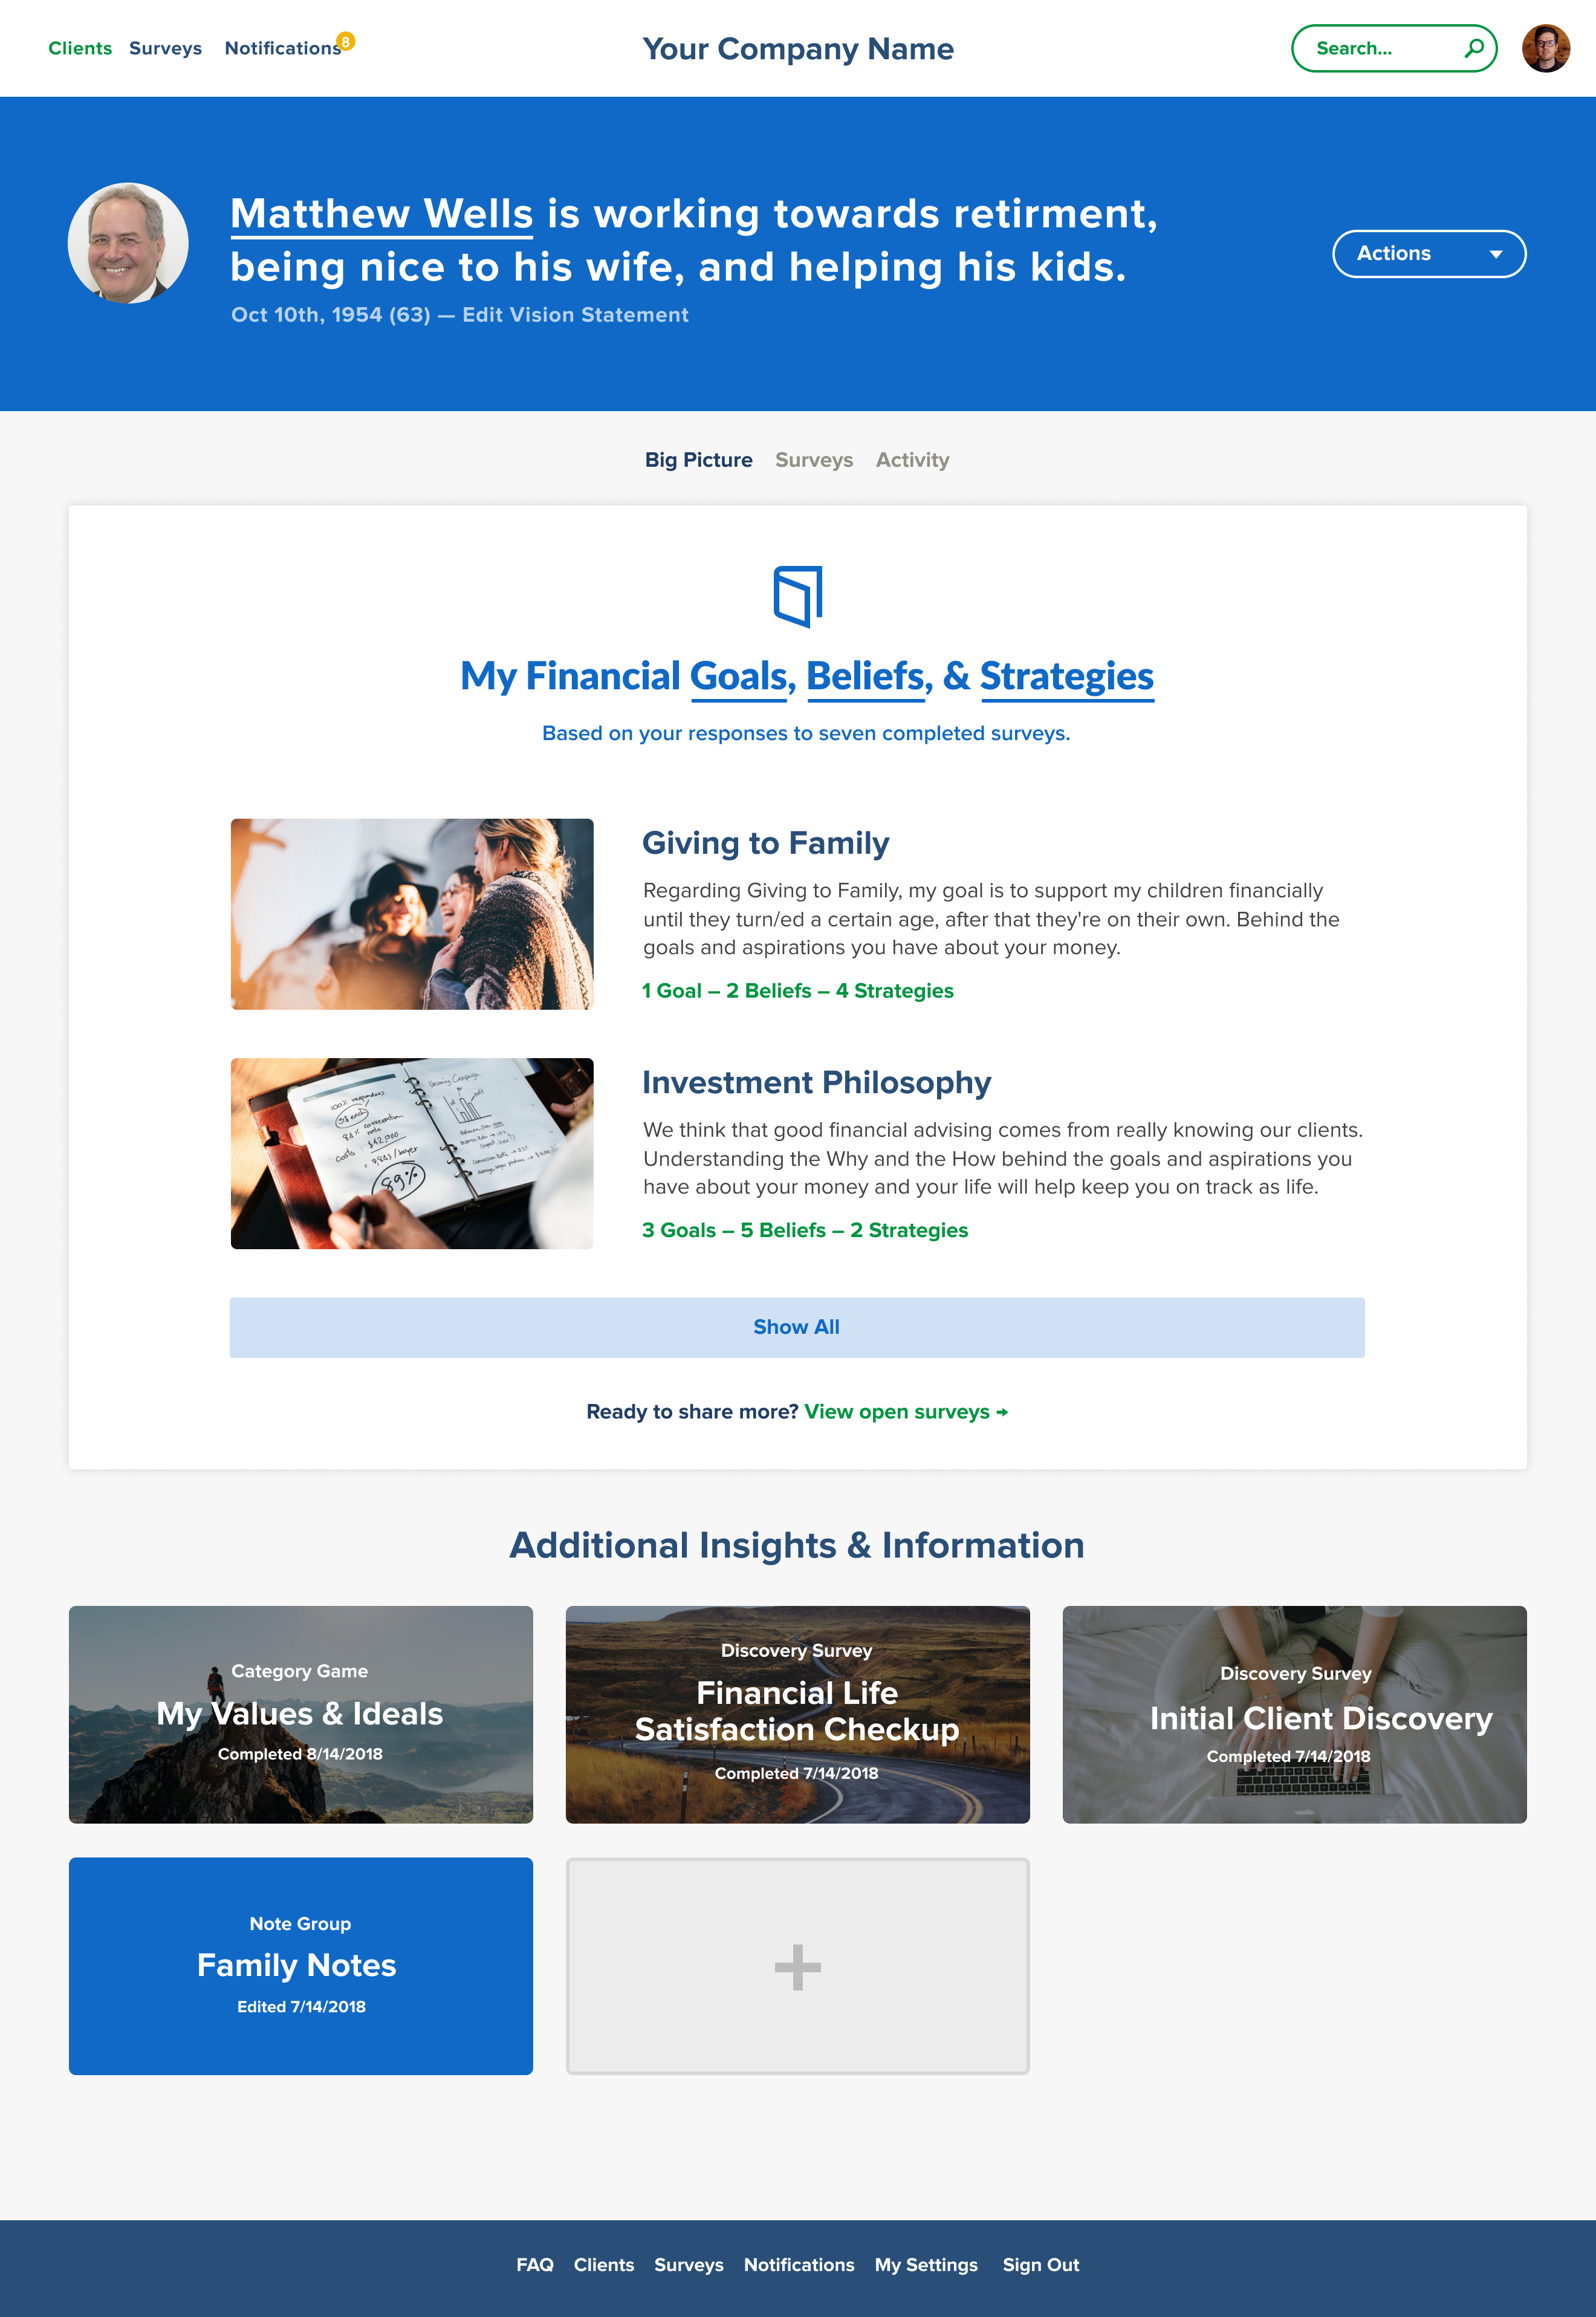 Clients Surveys Notifications 8
Your Company Name
Search...
Matthew Wells is working towards retirment,
being nice to his wife, and helping his kids.
Oct 10th, 1954 (63) — Edit Vision Statement
Actions
Big Picture Surveys Activity
My Financial Goals, Beliefs, & Strategies
Based on your responses to seven completed surveys.
Giving to Family
Regarding Giving to Family, my goal is to support my children financially
until they turn/ed a certain age, after that they're on their own. Behind the
goals and aspirations you have about your money.
1 Goal – 2 Beliefs – 4 Strategies
100% responders
$12,000
89%
Investment Philosophy
We think that good financial advising comes from really knowing our clients.
Understanding the Why and the How behind the goals and aspirations you
have about your money and your life will help keep you on track as life.
3 Goals – 5 Beliefs – 2 Strategies
Show All
Ready to share more? View open surveys →
Additional Insights & Information
Category Game
My Values & Ideals
Completed 8/14/2018
Discovery Survey
Financial Life
Satisfaction Checkup
Completed 7/14/2018
Discovery Survey
Initial Client Discovery
Completed 7/14/2018
Note Group
Family Notes
Edited 7/14/2018
FAQ Clients Surveys Notifications My Settings Sign Out